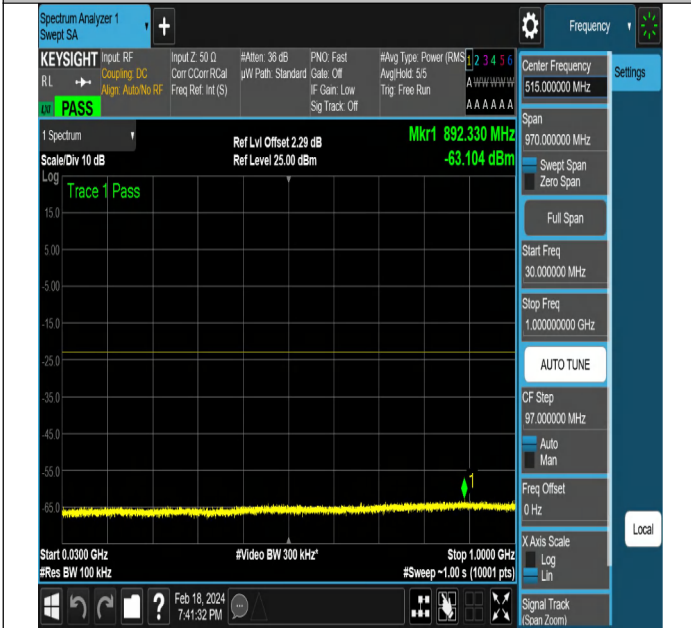 Spectrum Analyzer 1
Swept SA
+
Frequency
KEYSIGHT
RL
LXI PASS
Input: RF
Coupling: DC
Align: Auto/No RF
Input Z: 50 Ω
Corr CCorr RCal
Freq Ref: Int (S)
#Atten: 36 dB
µW Path: Standard
PNO: Fast
Gate: Off
IF Gain: Low
Sig Track: Off
#Avg Type: Power (RMS
Avg|Hold: 5/5
Trig: Free Run
1 2 3 4 5 6
A W W W W W
A A A A A A
1 Spectrum
Scale/Div 10 dB
Log
Ref Lvl Offset 2.29 dB
Ref Level 25.00 dBm
Mkr1 892.330 MHz
-63.104 dBm
Trace 1 Pass
15.0
5.00
-5.00
-15.0
-25.0
-35.0
-45.0
-55.0
-65.0
1
Start 0.0300 GHz
#Res BW 100 kHz
#Video BW 300 kHz*
Stop 1.0000 GHz
#Sweep ~1.00 s (10001 pts)
?
Feb 18, 2024
7:41:32 PM
Center Frequency
515.000000 MHz
Span
970.000000 MHz
Swept Span
Zero Span
Full Span
Start Freq
30.000000 MHz
Stop Freq
1.000000000 GHz
AUTO TUNE
CF Step
97.000000 MHz
Auto
Man
Freq Offset
0 Hz
X Axis Scale
Log
Lin
Signal Track
(Span Zoom)
Settings
Local